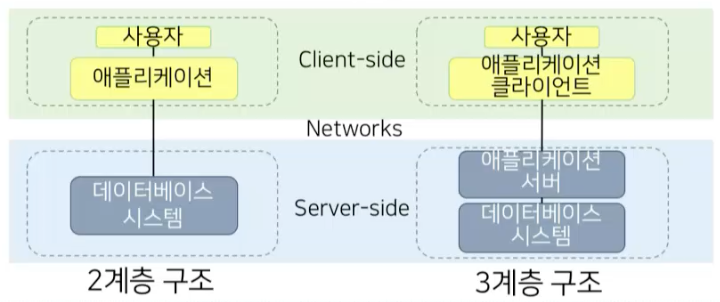 사용자
애플리케이션
Client-side
사용자
애플리케이션
클라이언트
Networks
데이터베이스
시스템
Server-side
애플리케이션
서버
데이터베이스
시스템
2계층 구조
3계층 구조